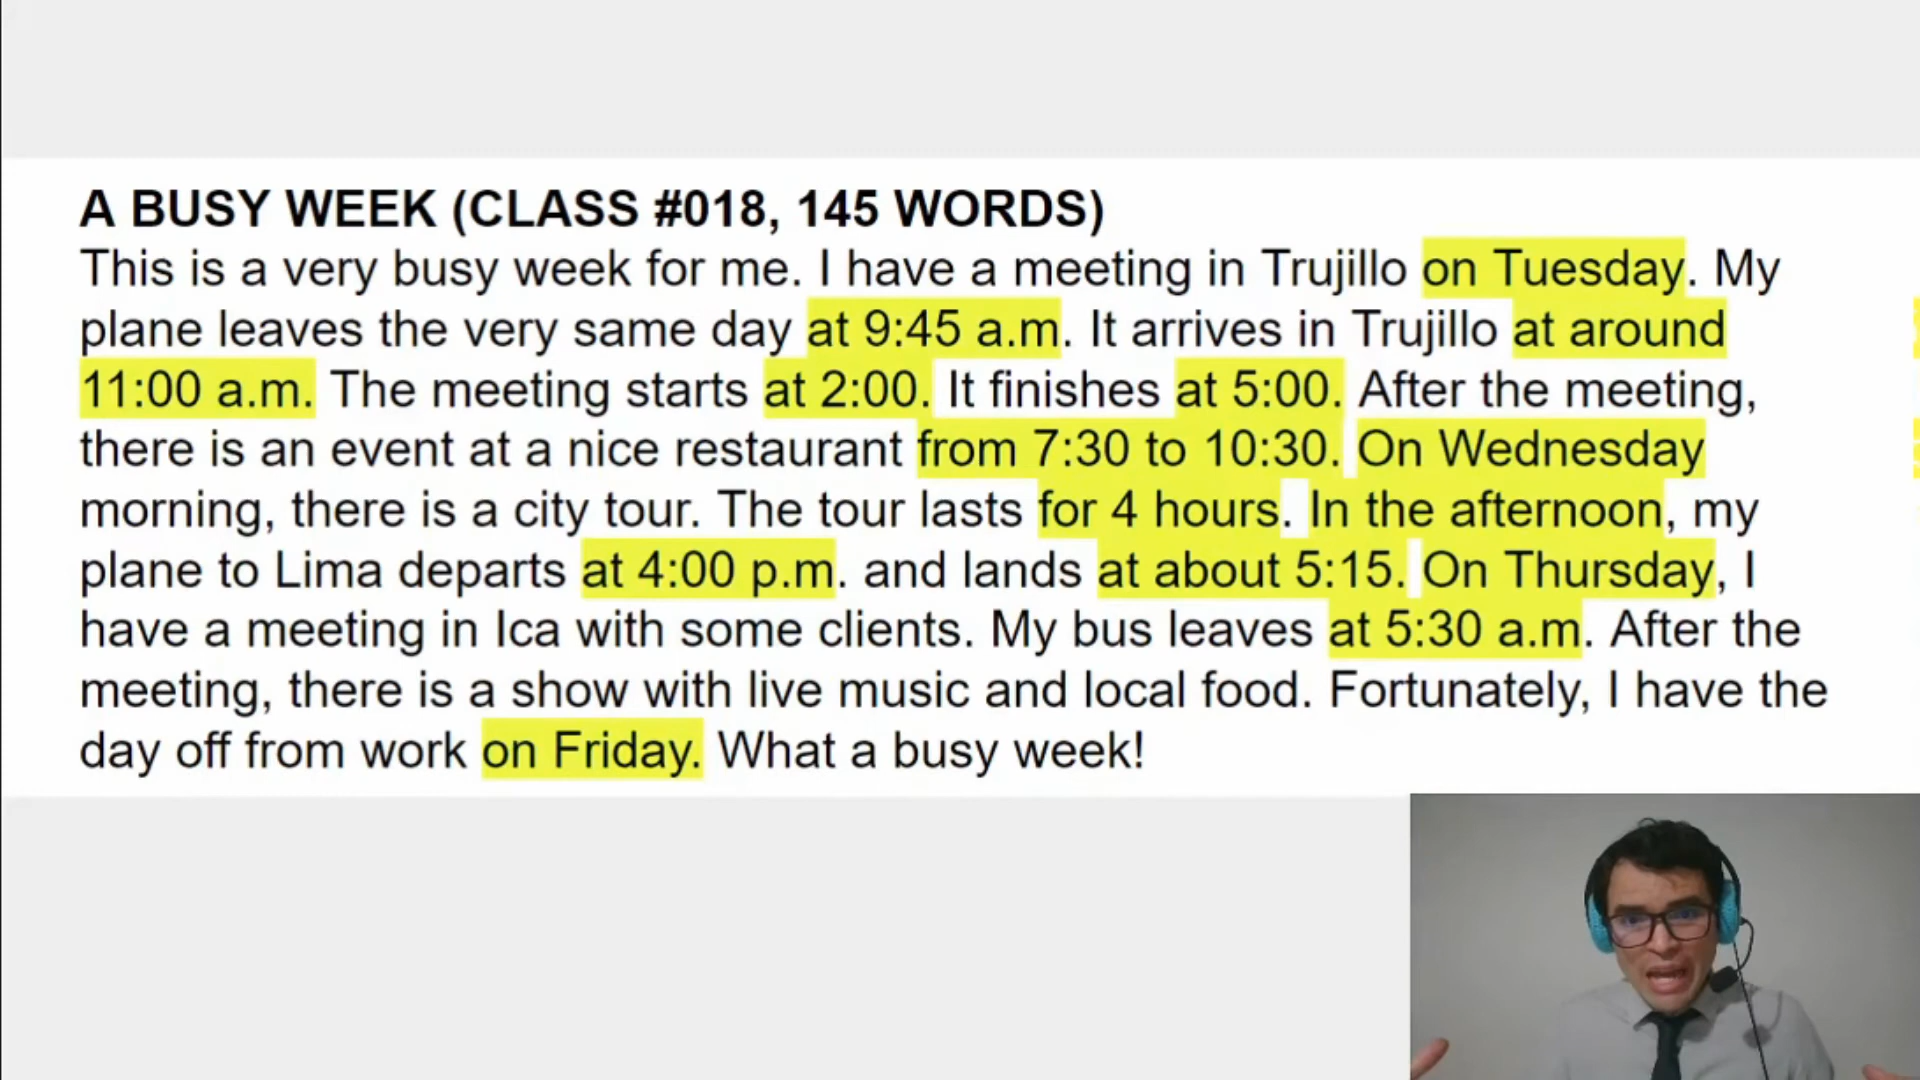 A BUSY WEEK (CLASS #018, 145 WORDS)
This is a very busy week for me. I have a meeting in Trujillo on Tuesday. My
plane leaves the very same day at 9:45 a.m. It arrives in Trujillo at around
11:00 a.m. The meeting starts at 2:00. It finishes at 5:00. After the meeting,
there is an event at a nice restaurant from 7:30 to 10:30. On Wednesday
morning, there is a city tour. The tour lasts for 4 hours. In the afternoon, my
plane to Lima departs at 4:00 p.m. and lands at about 5:15. On Thursday, I
have a meeting in Ica with some clients. My bus leaves at 5:30 a.m. After the
meeting, there is a show with live music and local food. Fortunately, I have the
day off from work on Friday. What a busy week!